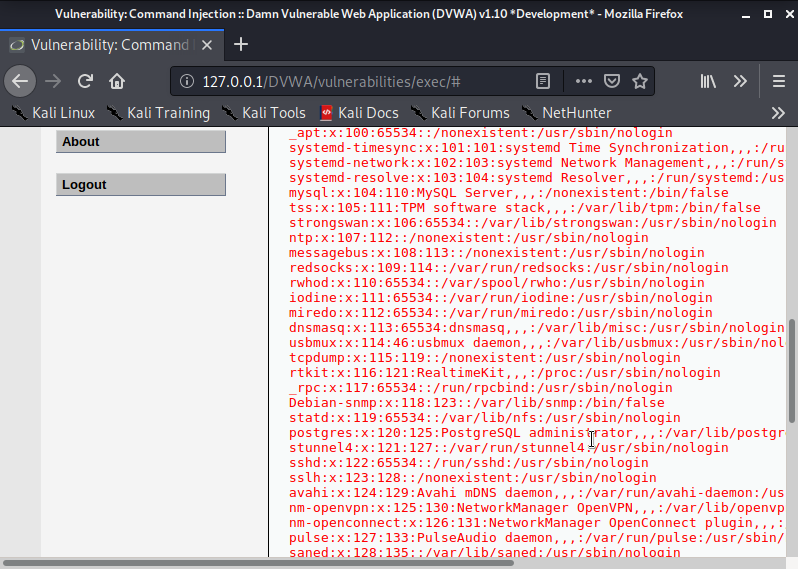 Vulnerability: Command Injection :: Damn Vulnerable Web Application (DVWA) v1.10 *Development* - Mozilla Firefox
Vulnerability: Command
127.0.0.1/DVWA/vulnerabilities/exec/#
Kali Linux Kali Training Kali Tools Kali Docs Kali Forums NetHunter
About
Logout
_apt:x:100:65534::/nonexistent:/usr/sbin/nologin
systemd-timesync:x:101:101:systemd Time Synchronization,,,:/ru
systemd-network:x:102:103:systemd Network Management,,,:/run/s
systemd-resolve:x:103:104:systemd Resolver,,,:/run/systemd:/us
mysql:x:104:110:MySQL Server,,,:/nonexistent:/bin/false
tss:x:105:111:TPM software stack,,,:/var/lib/tpm:/bin/false
strongswan:x:106:65534::/var/lib/strongswan:/usr/sbin/nologin
ntp:x:107:112::/nonexistent:/usr/sbin/nologin
messagebus:x:108:113::/nonexistent:/usr/sbin/nologin
redsocks:x:109:114::/var/run/redsocks:/usr/sbin/nologin
rwhod:x:110:65534::/var/spool/rwho:/usr/sbin/nologin
iodine:x:111:65534::/var/run/iodine:/usr/sbin/nologin
miredo:x:112:65534::/var/run/miredo:/usr/sbin/nologin
dnsmasq:x:113:65534:dnsmasq,,,:/var/lib/misc:/usr/sbin/nologin
usbmux:x:114:46:usbmux daemon,,,:/var/lib/usbmux:/usr/sbin/nol
tcpdump:x:115:119::/nonexistent:/usr/sbin/nologin
rtkit:x:116:121:RealtimeKit,,,:/proc:/usr/sbin/nologin
_rpc:x:117:65534::/run/rpcbind:/usr/sbin/nologin
Debian-snmp:x:118:123::/var/lib/snmp:/bin/false
statd:x:119:65534::/var/lib/nfs:/usr/sbin/nologin
postgres:x:120:125:PostgreSQL administrator,,,:/var/lib/postgr
stunnel4:x:121:127::/var/run/stunnel4:/usr/sbin/nologin
sshd:x:122:65534::/run/sshd:/usr/sbin/nologin
sslh:x:123:128::/nonexistent:/usr/sbin/nologin
avahi:x:124:129:Avahi mDNS daemon,,,:/var/run/avahi-daemon:/us
nm-openvpn:x:125:130:NetworkManager OpenVPN,,,:/var/lib/openvp
nm-openconnect:x:126:131:NetworkManager OpenConnect plugin,,,:
pulse:x:127:133:PulseAudio daemon,,,:/var/run/pulse:/usr/sbin/
saned:x:128:135::/var/lib/saned:/usr/sbin/nologin